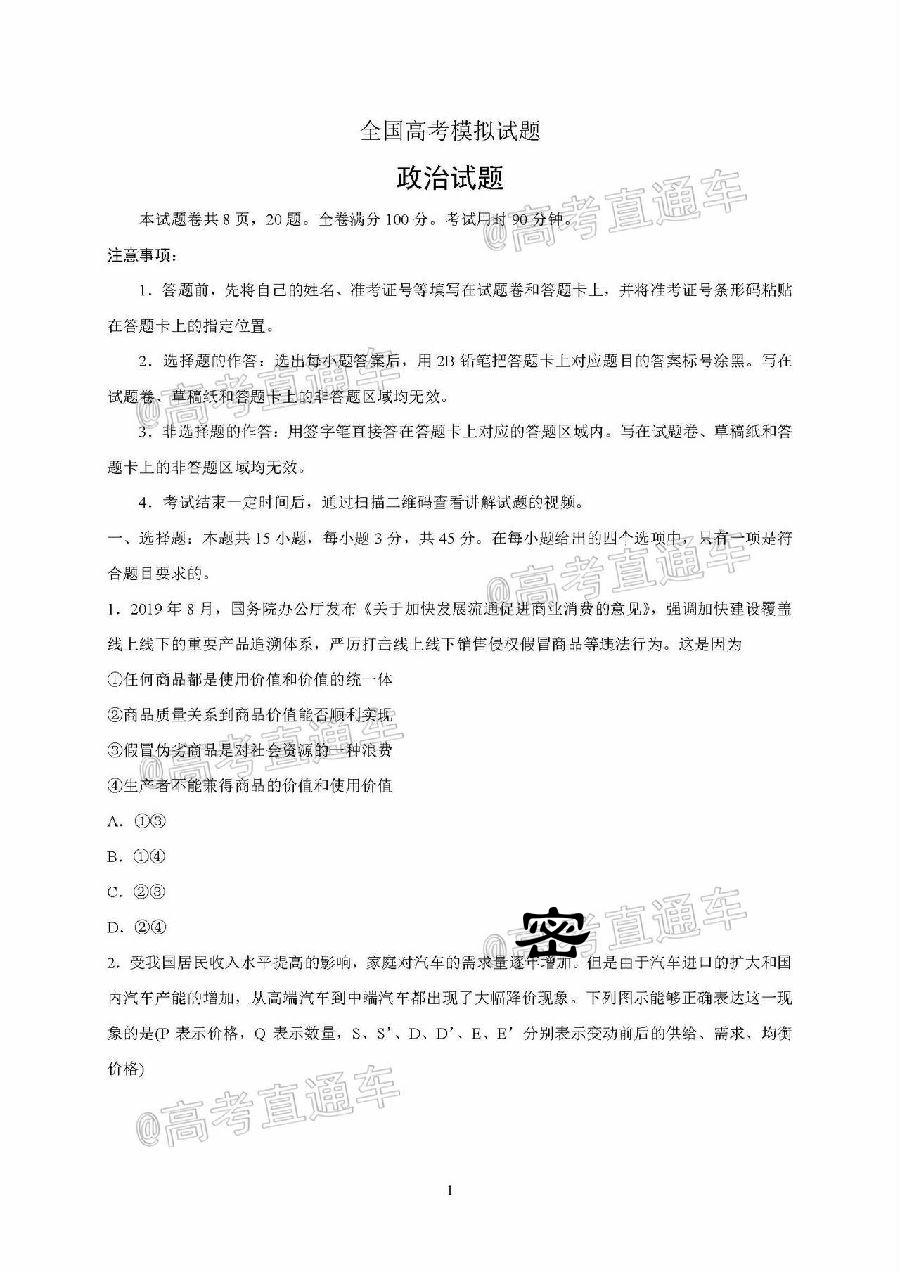 全国高考模拟试题
政治试题
本试题卷共 8 页，20 题。全卷满分 100 分。考试用时 90 分钟。
@高考直通车
注意事项：
1．答题前，先将自己的姓名、准考证号等填写在试题卷和答题卡上，并将准考证号条形码粘贴
在答题卡上的指定位置。
2．选择题的作答：选出每小题答案后，用 2B 铅笔把答题卡上对应题目的答案标号涂黑。写在
试题卷、草稿纸和答题卡上的非答题区域均无效。
@高考直通车
3．非选择题的作答：用签字笔直接答在答题卡上对应的答题区域内。写在试题卷、草稿纸和答
题卡上的非答题区域均无效。
4．考试结束一定时间后，通过扫描二维码查看讲解试题的视频。
一、选择题：本题共 15 小题，每小题 3 分，共 45 分。在每小题给出的四个选项中，只有一项是符
合题目要求的。
@高考直通车
1．2019 年 8 月，国务院办公厅发布《关于加快发展流通促进商业消费的意见》，强调加快建设覆盖
线上线下的重要产品追溯体系，严厉打击线上线下销售侵权假冒商品等违法行为。这是因为
①任何商品都是使用价值和价值的统一体
②商品质量关系到商品价值能否顺利实现
③假冒伪劣商品是对社会资源的一种浪费
@高考直通车
④生产者不能兼得商品的价值和使用价值
A．①③
B．①④
C．②③
D．②④
密
@高考直通车
2．受我国居民收入水平提高的影响，家庭对汽车的需求量逐年增加。但是由于汽车进口的扩大和国
内汽车产能的增加，从高端汽车到中端汽车都出现了大幅降价现象。下列图示能够正确表达这一现
象的是(P 表示价格，Q 表示数量，S、S′、D、D′、E、E′分别表示变动前后的供给、需求、均衡
价格)
@高考直通车
1